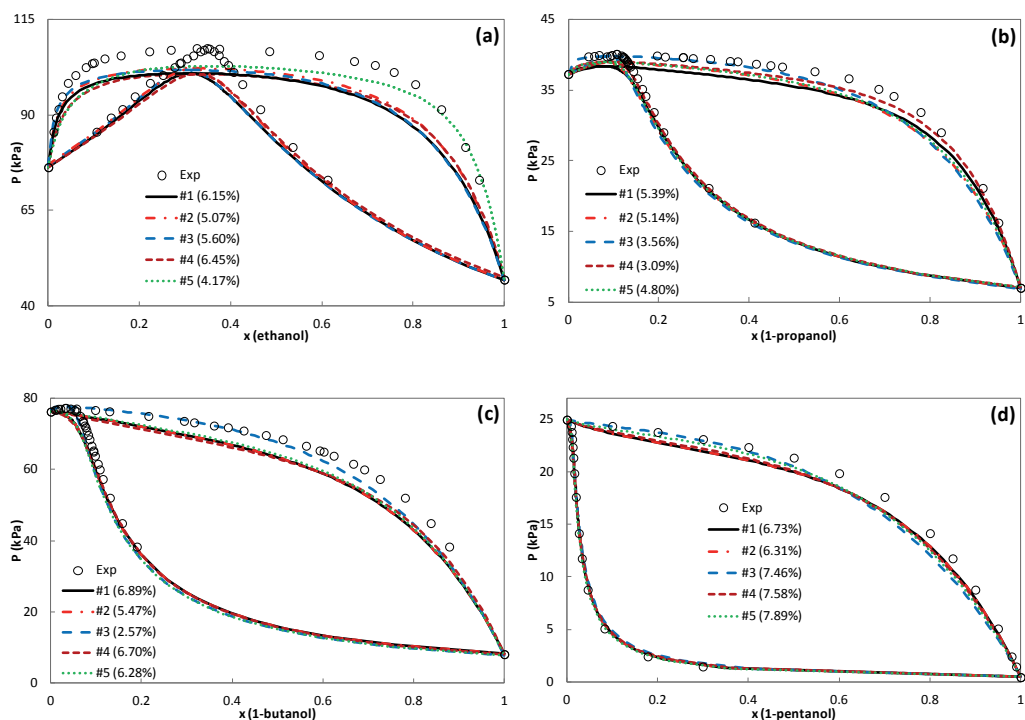 (a)
P (kPa)
115
90
65
40
Exp
#1 (6.15%)
#2 (5.07%)
#3 (5.60%)
#4 (6.45%)
#5 (4.17%)
0 0.2 0.4 0.6 0.8 1
x (ethanol)
(b)
P (kPa)
45
35
25
15
5
Exp
#1 (5.39%)
#2 (5.14%)
#3 (3.56%)
#4 (3.09%)
#5 (4.80%)
0 0.2 0.4 0.6 0.8 1
x (1-propanol)
(c)
P (kPa)
80
60
40
20
0
Exp
#1 (6.89%)
#2 (5.47%)
#3 (2.57%)
#4 (6.70%)
#5 (6.28%)
0 0.2 0.4 0.6 0.8 1
x (1-butanol)
(d)
P (kPa)
25
20
15
10
5
0
Exp
#1 (6.73%)
#2 (6.31%)
#3 (7.46%)
#4 (7.58%)
#5 (7.89%)
0 0.2 0.4 0.6 0.8 1
x (1-pentanol)